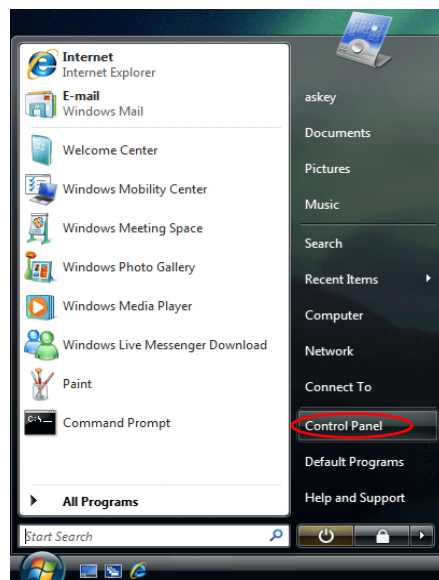 Internet
Internet Explorer
E-mail
Windows Mail
Welcome Center
Windows Mobility Center
Windows Meeting Space
Windows Photo Gallery
Windows Media Player
Windows Live Messenger Download
Paint
C:\
Command Prompt
All Programs
Start Search
askey
Documents
Pictures
Music
Search
Recent Items
Computer
Network
Connect To
Control Panel
Default Programs
Help and Support